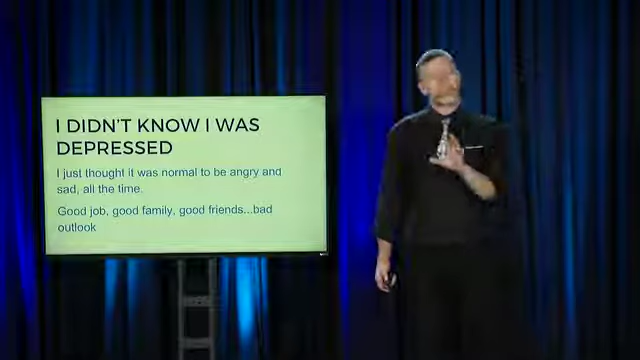 I DIDN'T KNOW I WAS
DEPRESSED
I just thought it was normal to be angry and
sad, all the time.
Good job, good family, good friends...bad
outlook